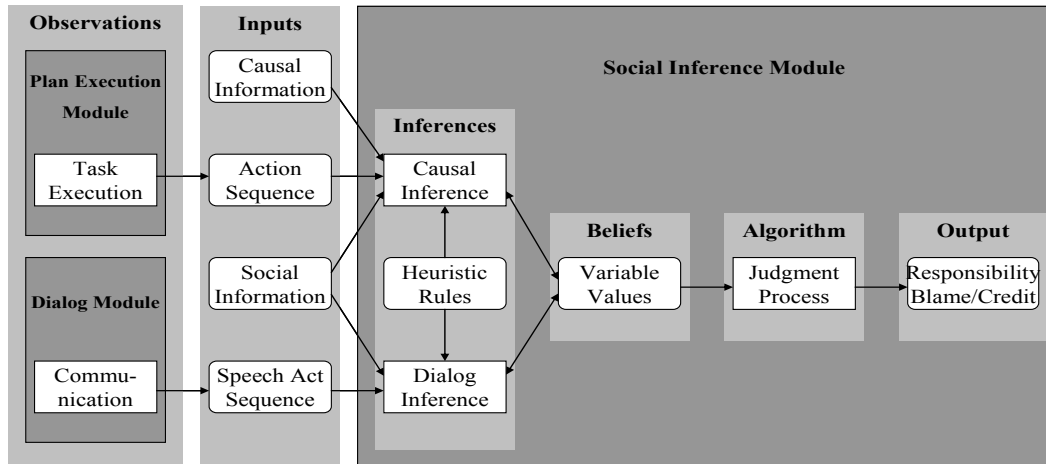 Observations
Plan Execution
Module
Task
Execution
Dialog Module
Commu-
nication
Inputs
Causal
Information
Action
Sequence
Social
Information
Speech Act
Sequence
Social Inference Module
Inferences
Causal
Inference
Heuristic
Rules
Dialog
Inference
Beliefs
Variable
Values
Algorithm
Judgment
Process
Output
Responsibility
Blame/Credit